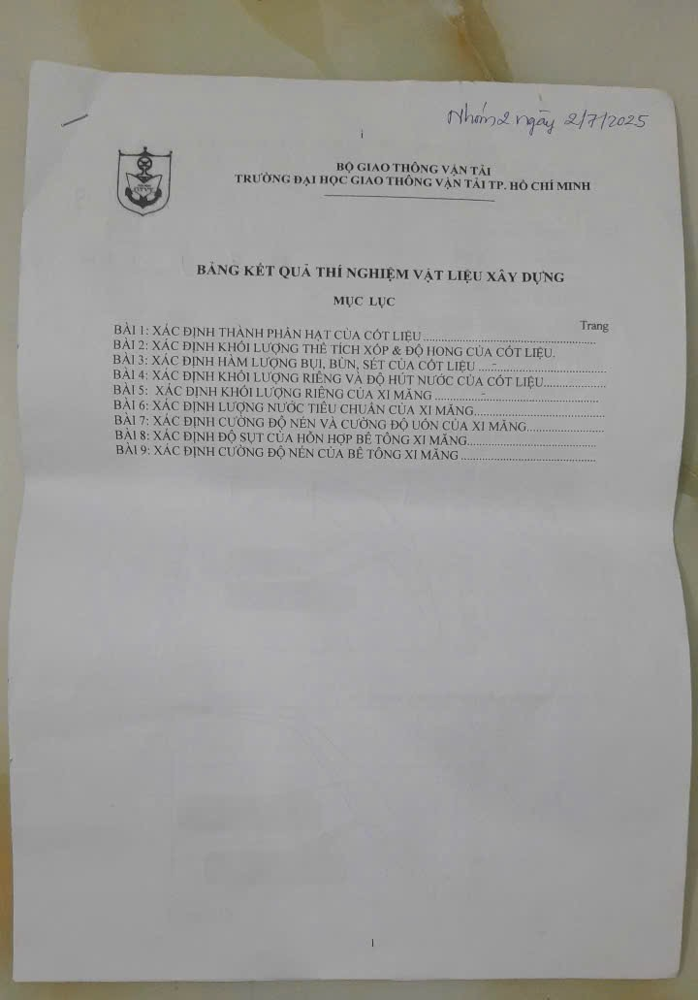 Nhóm 2 ngày 2/7/2025
i
BỘ GIAO THÔNG VẬN TẢI
TRƯỜNG ĐẠI HỌC GIAO THÔNG VẬN TẢI TP. HỒ CHÍ MINH
BẢNG KẾT QUẢ THÍ NGHIỆM VẬT LIỆU XÂY DỰNG
MỤC LỤC
Trang
BÀI 1: XÁC ĐỊNH THÀNH PHẦN HẠT CỦA CỐT LIỆU
BÀI 2: XÁC ĐỊNH KHỐI LƯỢNG THỂ TÍCH XỐP & ĐỘ HỔNG CỦA CỐT LIỆU.
BÀI 3: XÁC ĐỊNH HÀM LƯỢNG BỤI, BÙN, SÉT CỦA CỐT LIỆU
BÀI 4: XÁC ĐỊNH KHỐI LƯỢNG RIÊNG VÀ ĐỘ HÚT NƯỚC CỦA CỐT LIỆU
BÀI 5: XÁC ĐỊNH KHỐI LƯỢNG RIÊNG CỦA XI MĂNG
BÀI 6: XÁC ĐỊNH LƯỢNG NƯỚC TIÊU CHUẨN CỦA XI MĂNG
BÀI 7: XÁC ĐỊNH CƯỜNG ĐỘ NÉN VÀ CƯỜNG ĐỘ UỐN CỦA XI MĂNG
BÀI 8: XÁC ĐỊNH ĐỘ SỤT CỦA HỖN HỢP BÊ TÔNG XI MĂNG
BÀI 9: XÁC ĐỊNH CƯỜNG ĐỘ NÉN CỦA BÊ TÔNG XI MĂNG
1